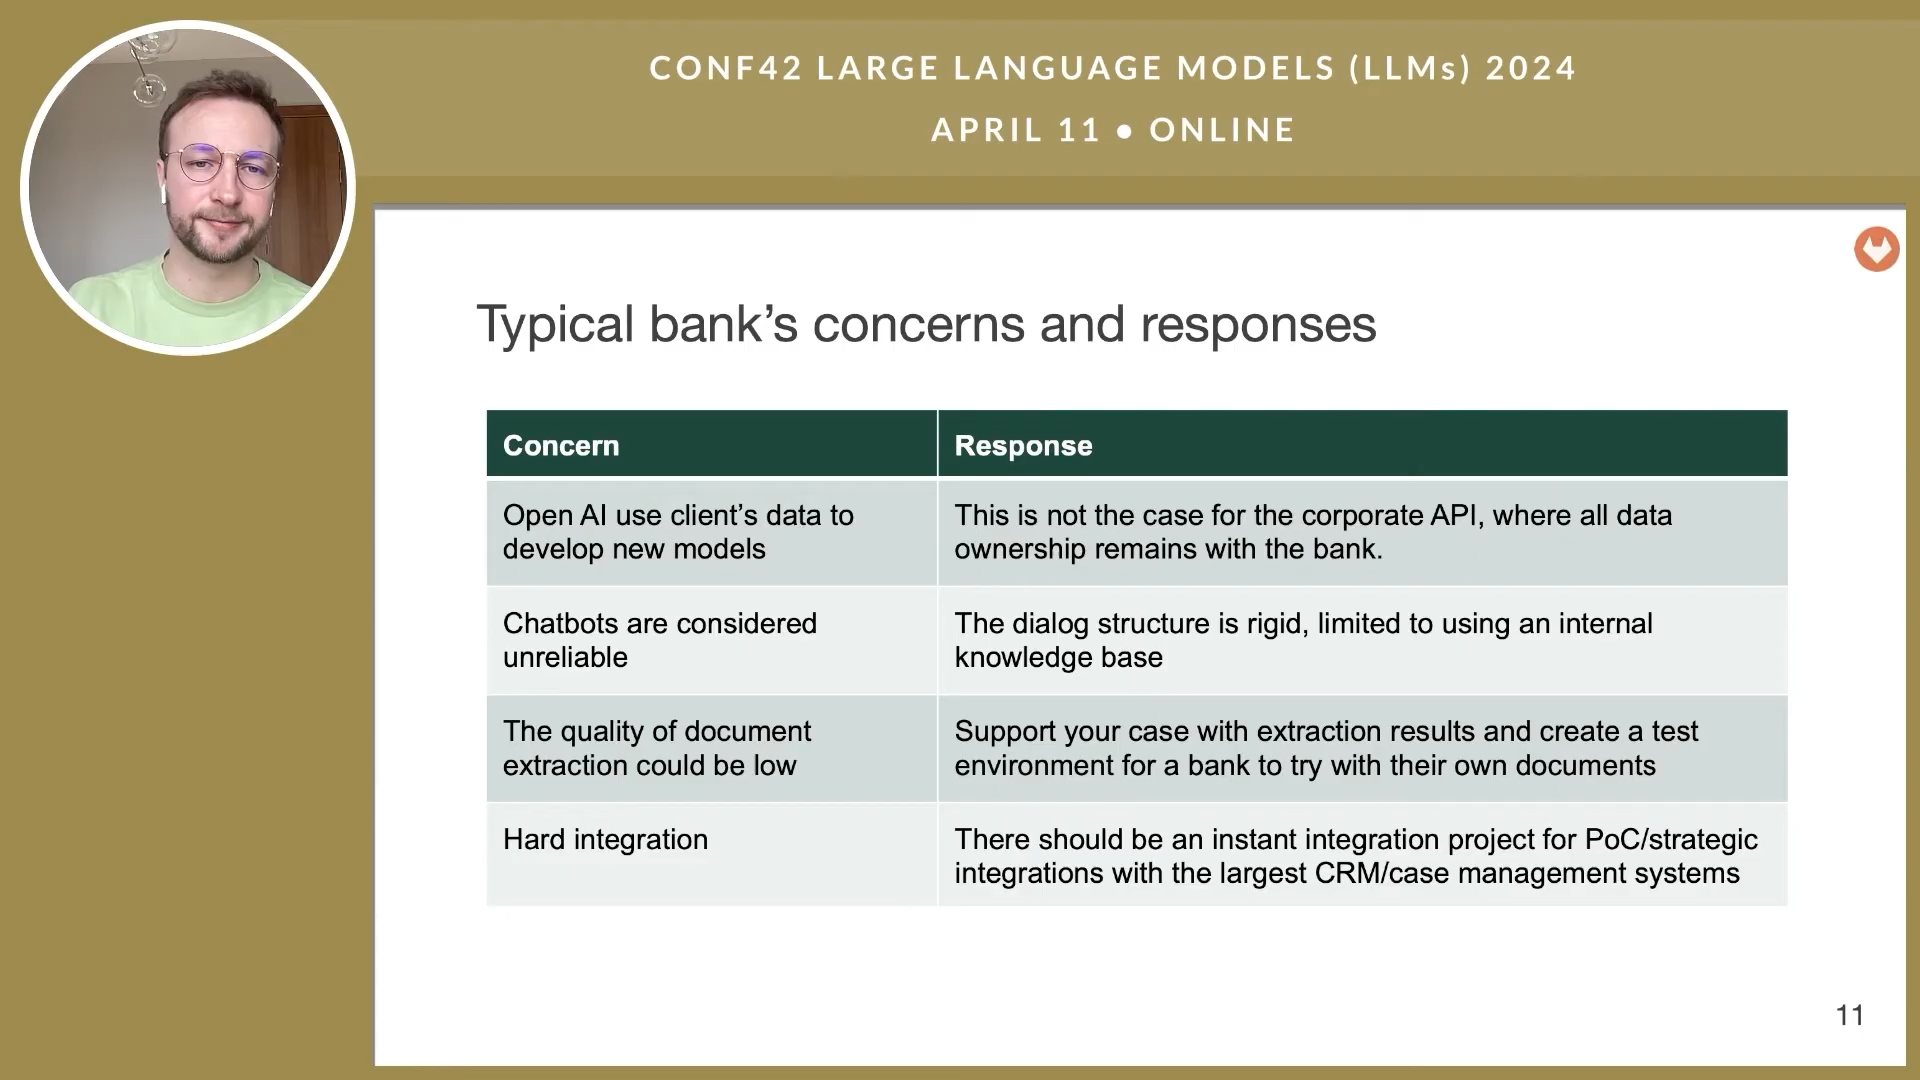 CONF42 LARGE LANGUAGE MODELS (LLMs) 2024
APRIL 11 ● ONLINE
Typical bank’s concerns and responses
Concern
Response
Open AI use client’s data to
develop new models
This is not the case for the corporate API, where all data
ownership remains with the bank.
Chatbots are considered
unreliable
The dialog structure is rigid, limited to using an internal
knowledge base
The quality of document
extraction could be low
Support your case with extraction results and create a test
environment for a bank to try with their own documents
Hard integration
There should be an instant integration project for PoC/strategic
integrations with the largest CRM/case management systems
11